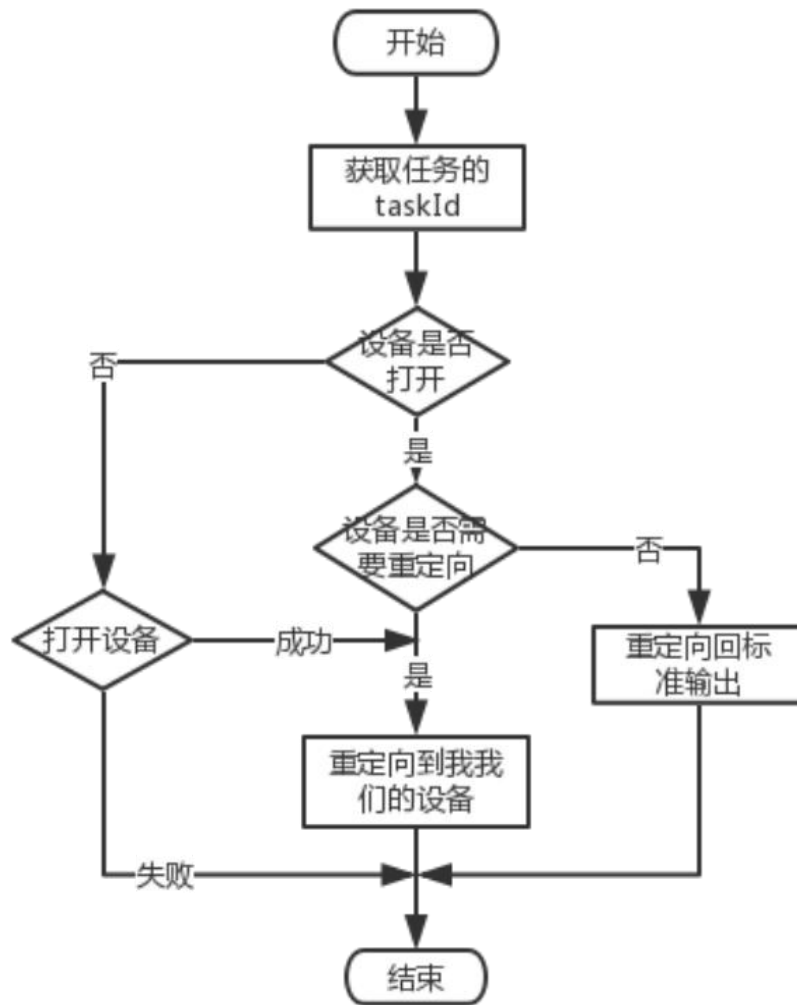 开始
获取任务的
taskId
设备是否
打开
否
是
设备是否需
要重定向
否
打开设备
成功
是
重定向回标
准输出
重定向到我我
们的设备
失败
结束